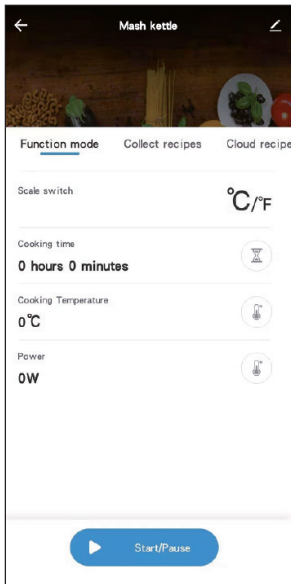 Mash kettle
Function mode Collect recipes Cloud recipe
Scale switch
°C/°F
Cooking time
0 hours 0 minutes
Cooking Temperature
0°C
Power
0W
Start/Pause